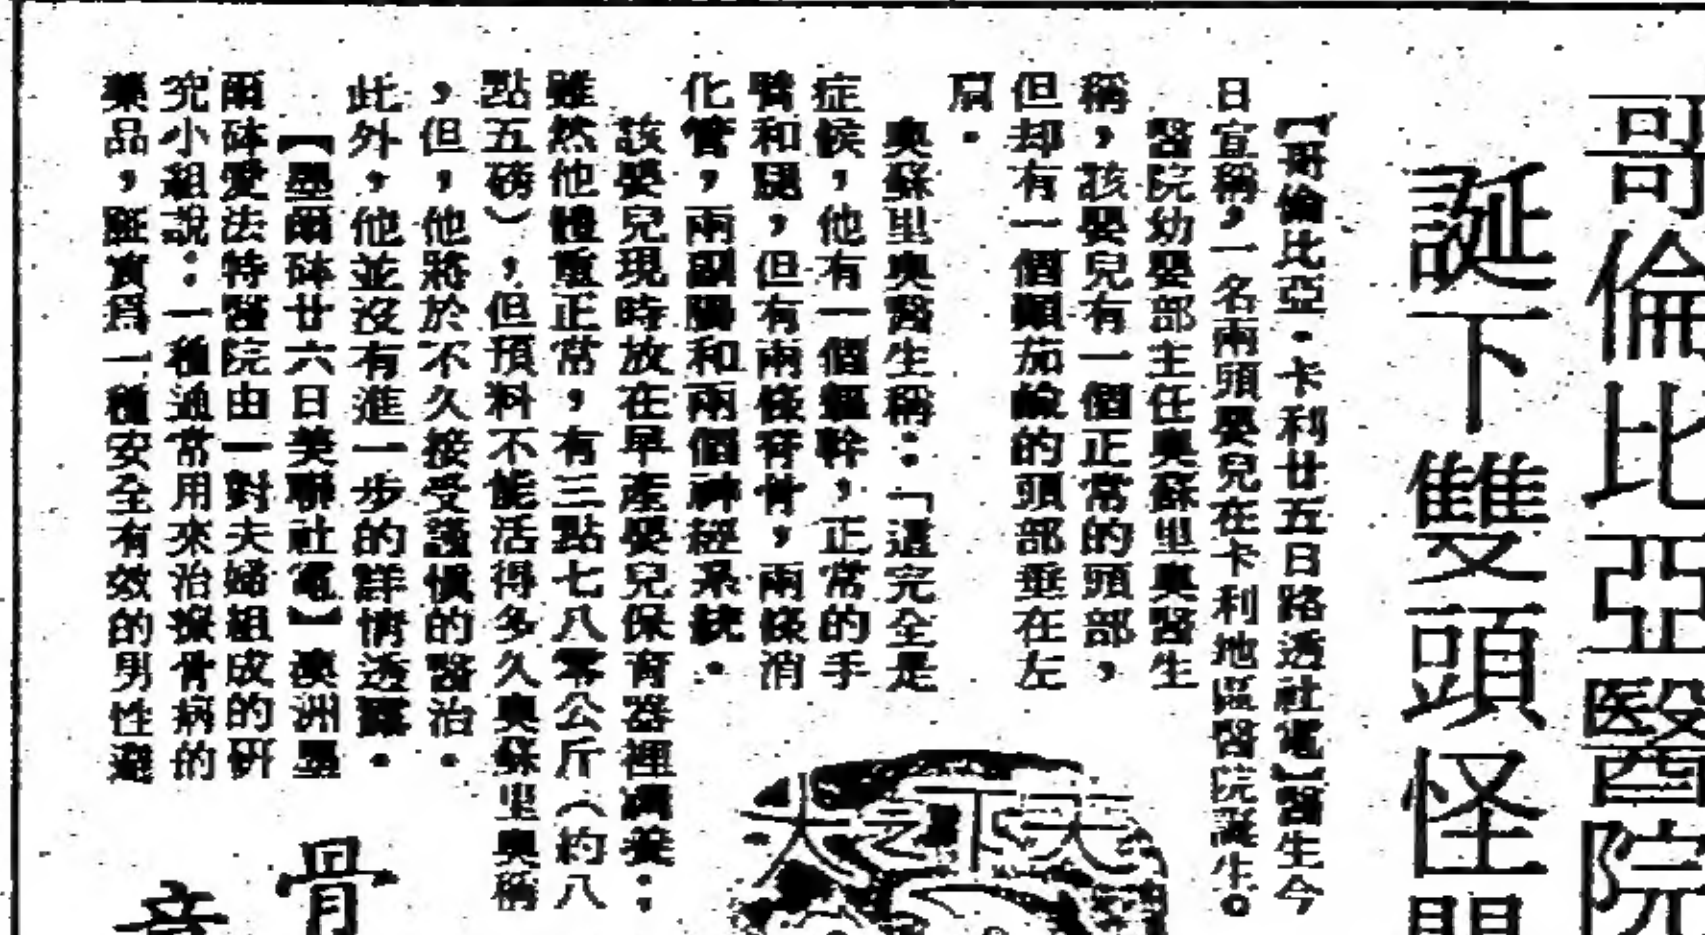 哥倫比亞醫院
誕下雙頭怪
【哥倫比亞·卡利廿五日路透社電】醫生今
日宣稱,一名兩頭嬰兒在卡利地區醫院誕生。
醫院幼嬰部主任奥蘇里奥醫生
稱,該嬰兒有一個正常的頭部,
但却有一個顯茄酸的頭部垂在左
肩·
奥蘇里奥醫生稱:「這完全是
症候,他有一個軀幹,正常的手
臂和腿,但有兩條脊骨,兩條消
化管,兩副腸和兩個神經系統·
該嬰兒現時放在早產嬰兒保育器裡調養;
雖然他體重正常,有三點七八零公斤(約八
點五磅),但預料不能活得多久奥蘇里奥稱
,但,他將於不久接受謹慎的醫治·
此外,他並沒有進一步的詳情透露·
【墨爾砵廿六日美聯社電】澳洲墨
爾砵愛法特醫院由一對夫婦組成的研
究小組說:一種通常用來治療骨病的
藥品,証實爲一種安全有效的男性避
天下之大
骨